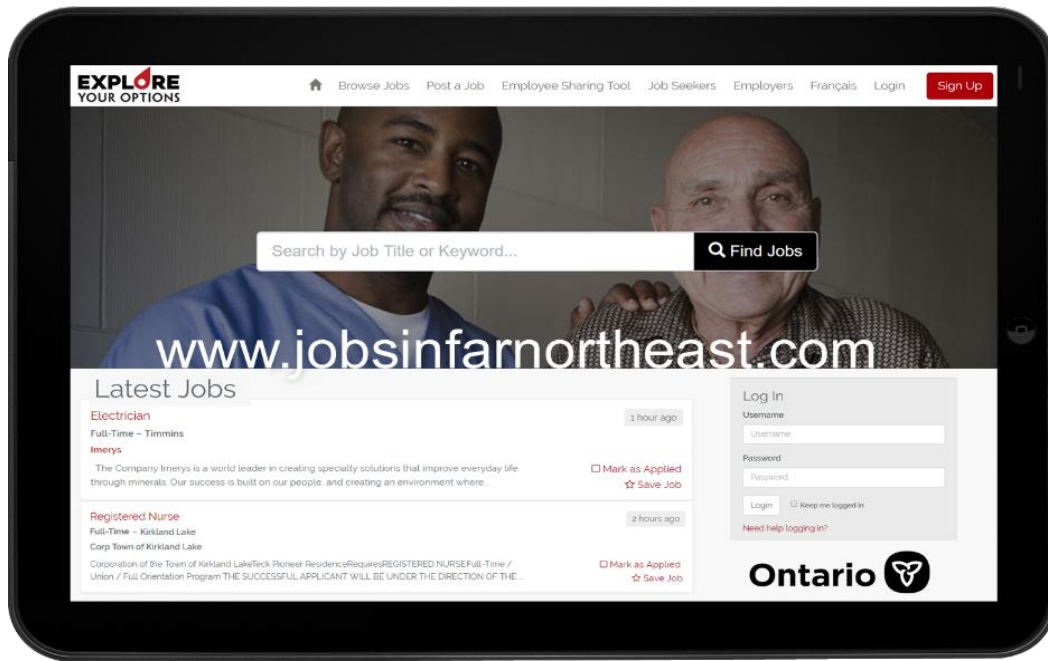 EXPLORE
YOUR OPTIONS
Browse Jobs Post a Job Employee Sharing Tool Job Seekers Employers Français Login Sign Up
Search by Job Title or Keyword... Find Jobs
www.jobsinfarnortheast.com
Latest Jobs
Electrician 1 hour ago
Full-Time – Timmins
Imerys
The Company Imerys is a world leader in creating specialty solutions that improve everyday life
through minerals. Our success is built on our people, and creating an environment where...
Mark as Applied
Save Job
Registered Nurse 2 hours ago
Full-Time – Kirkland Lake
Corp Town of Kirkland Lake
Corporation of the Town of Kirkland LakeTeck Pioneer ResidenceRequiresREGISTERED NURSEFull-Time /
Union / Full Orientation Program THE SUCCESSFUL APPLICANT WILL BE UNDER THE DIRECTION OF THE...
Mark as Applied
Save Job
Log In
Username
Username
Password
Password
Login Keep me logged in
Need help logging in?
Ontario